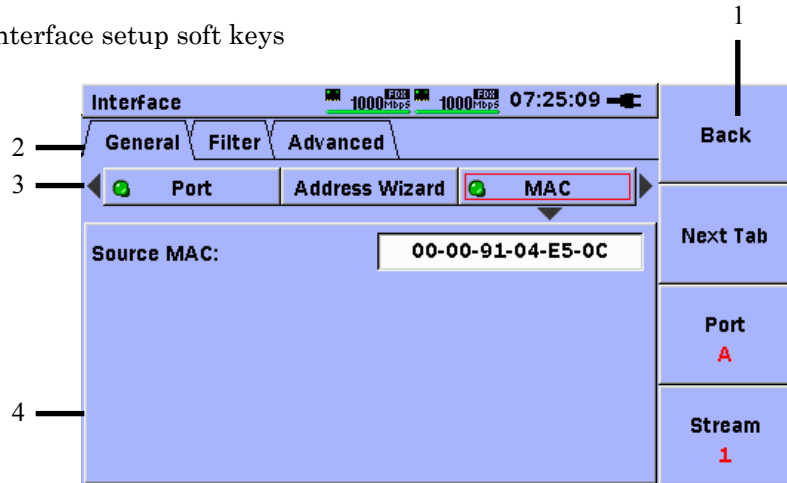 nterface setup soft keys
1
Interface 1000 FDX Mbps 1000 FDX Mbps 07:25:09
Back
2
General Filter Advanced
3
Port Address Wizard MAC
Next Tab
Source MAC: 00-00-91-04-E5-0C
Port
A
4
Stream
1